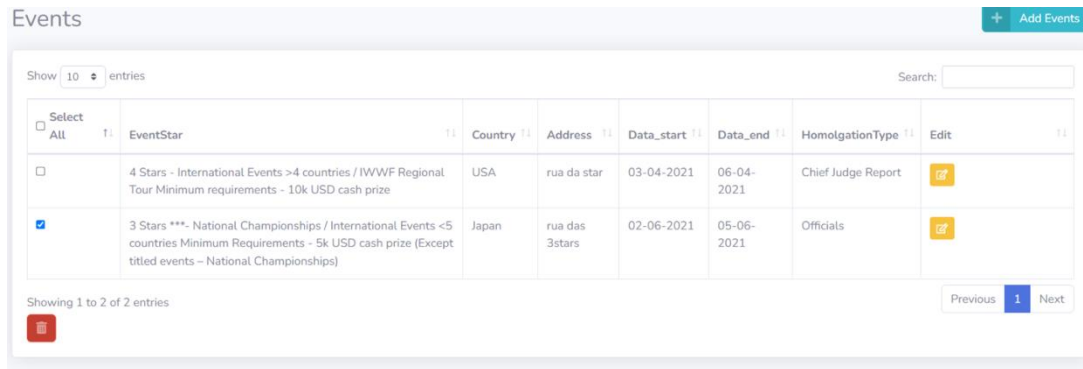 Events
+ Add Events
Show 10 entries
Search:
Select All EventStar Country Address Data_start Data_end HomolgationType Edit
4 Stars - International Events >4 countries / IWWF Regional USA rua da star 03-04-2021 06-04- Chief Judge Report
Tour Minimum requirements - 10k USD cash prize 2021
3 Stars ***- National Championships / International Events <5 Japan rua das 02-06-2021 05-06- Officials
countries Minimum Requirements - 5k USD cash prize (Except 3stars 2021
titled events – National Championships)
Showing 1 to 2 of 2 entries
Previous 1 Next